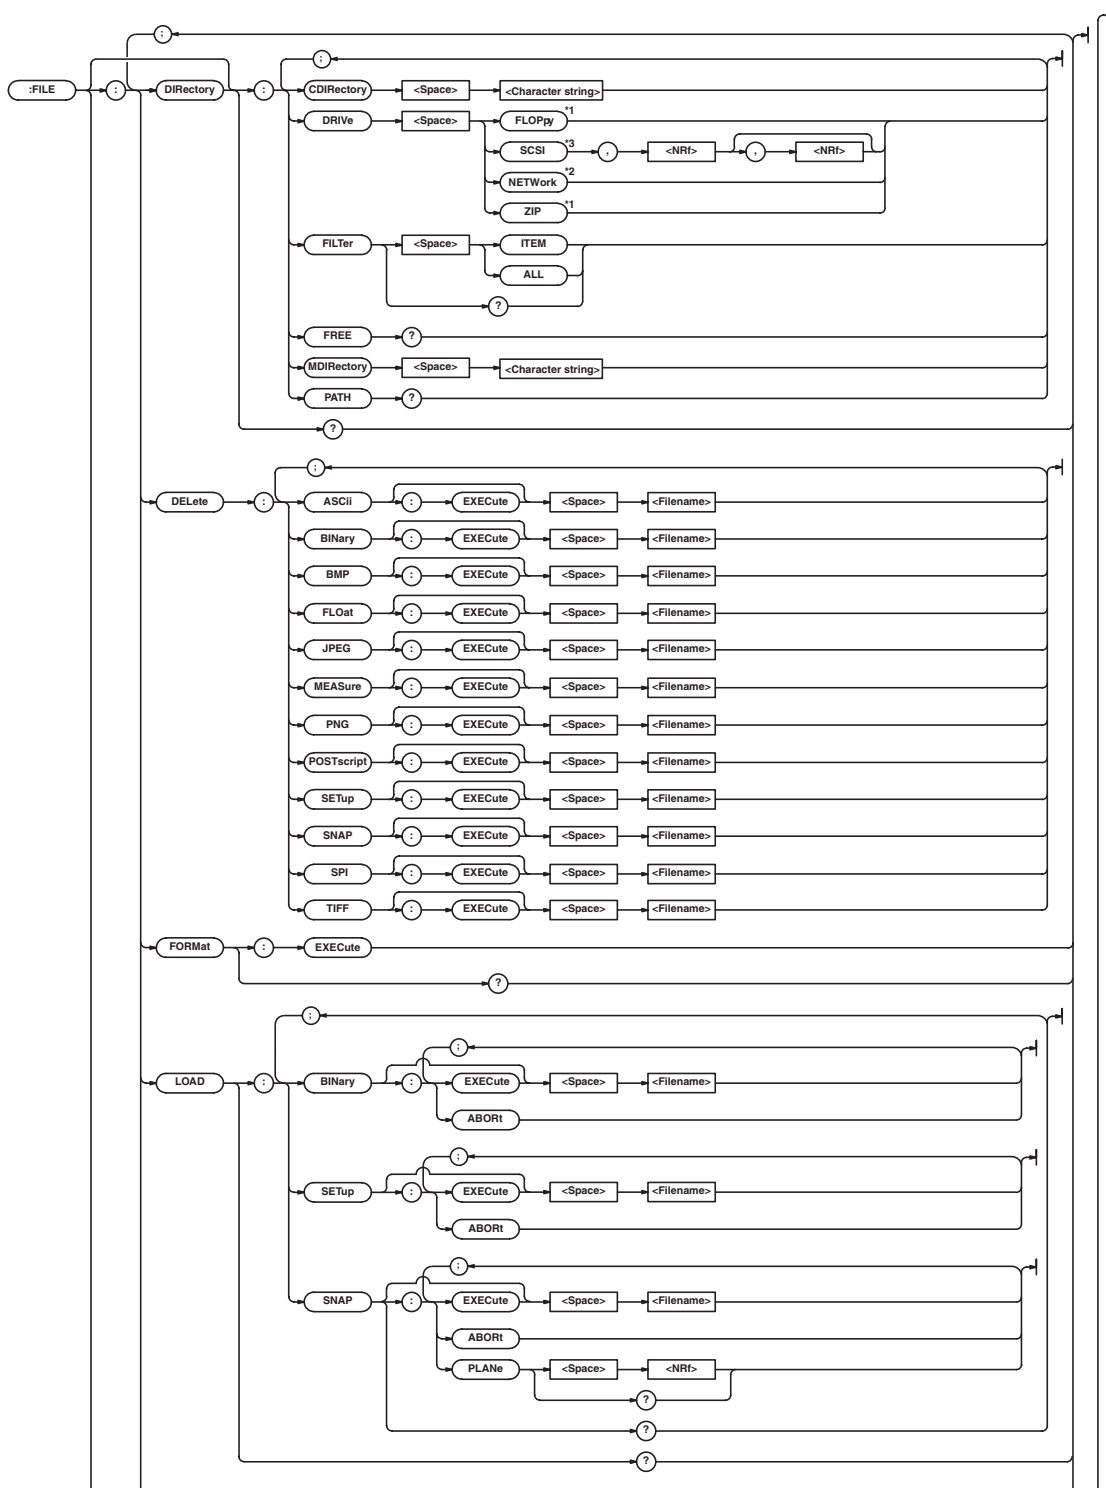 ;
;
:FILE : DIRectory : CDIRectory <Space> <Character string>
DRIVe <Space> FLOPpy*1
SCSI*3 , <NRf> , <NRf>
NETWork*2
ZIP*1
FILTer <Space> ITEM
ALL
?
FREE ?
MDIRectory <Space> <Character string>
PATH ?
?
;
DELete : ASCii : EXECute <Space> <Filename>
BINary : EXECute <Space> <Filename>
BMP : EXECute <Space> <Filename>
FLOat : EXECute <Space> <Filename>
JPEG : EXECute <Space> <Filename>
MEASure : EXECute <Space> <Filename>
PNG : EXECute <Space> <Filename>
POSTscript : EXECute <Space> <Filename>
SETup : EXECute <Space> <Filename>
SNAP : EXECute <Space> <Filename>
SPI : EXECute <Space> <Filename>
TIFF : EXECute <Space> <Filename>
FORMat : EXECute
?
;
;
LOAD : BINary : EXECute <Space> <Filename>
ABORt
;
SETup : EXECute <Space> <Filename>
ABORt
;
SNAP : EXECute <Space> <Filename>
ABORt
PLANe <Space> <NRf>
?
?
?